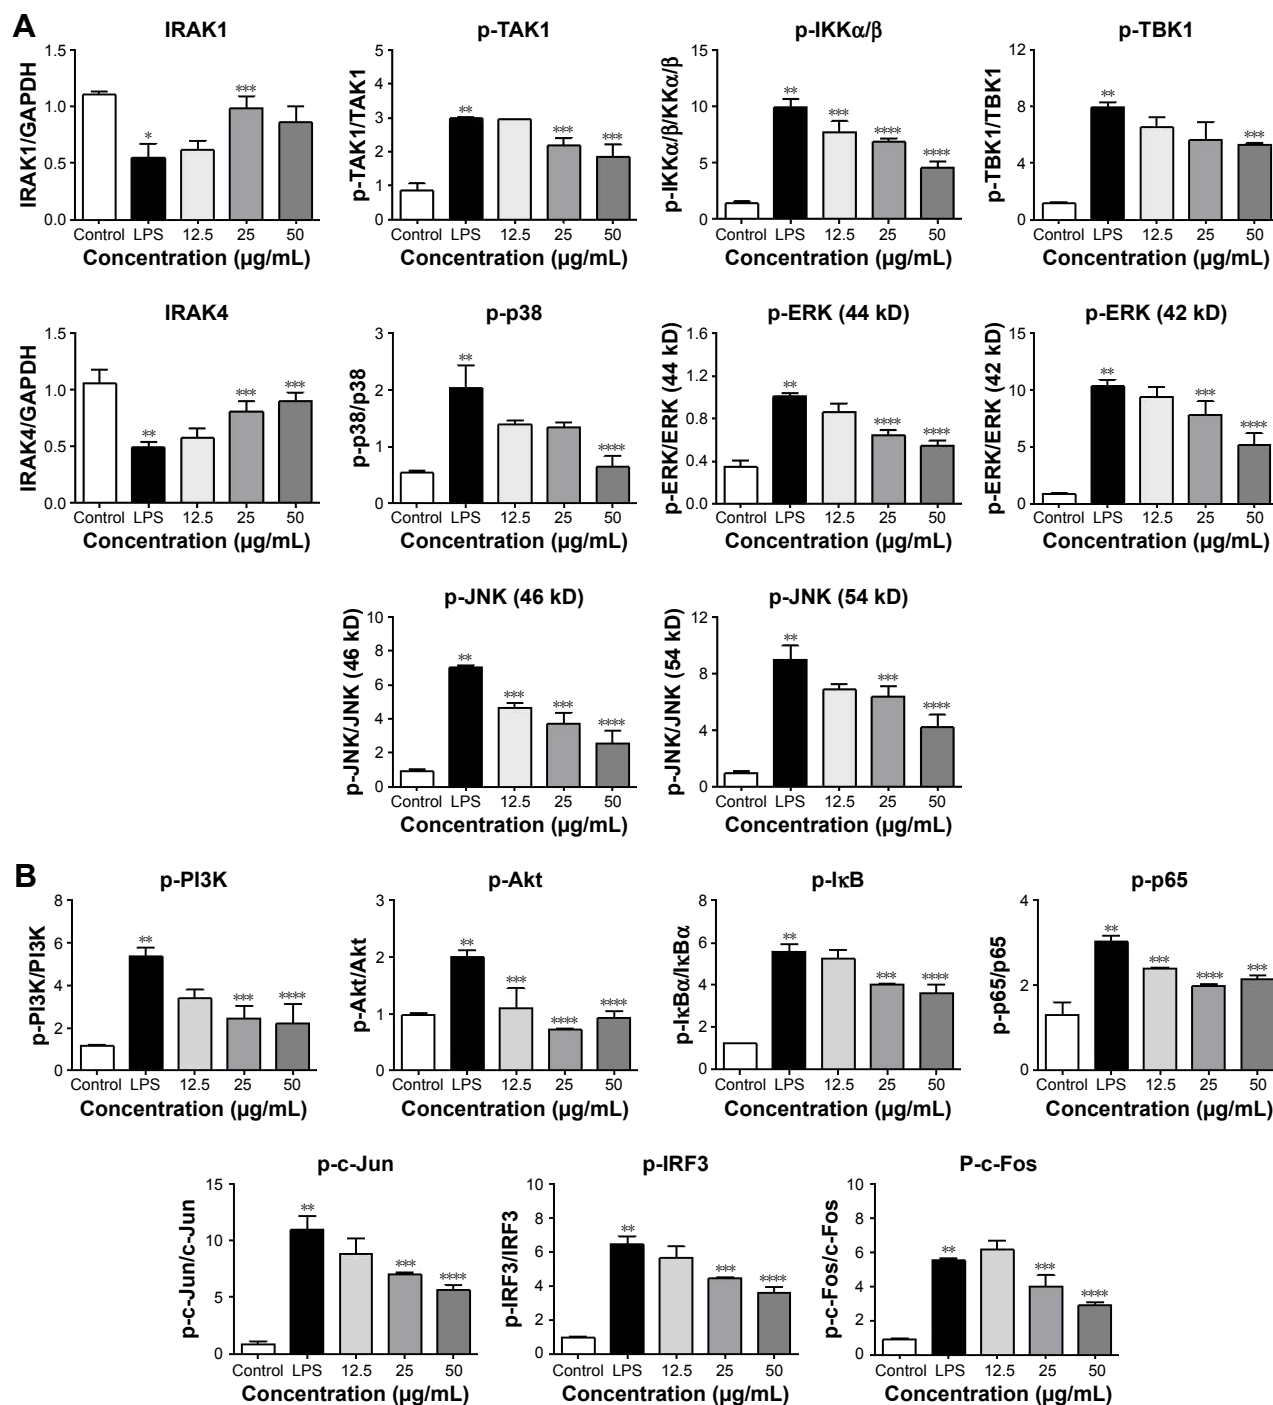 A
IRAK1
IRAK1/GAPDH
1.5
1.0
0.5
0.0
*
***
Control LPS 12.5 25 50
Concentration (µg/mL)
p-TAK1
p-TAK1/TAK1
5
4
3
2
1
0
**
***
***
Control LPS 12.5 25 50
Concentration (µg/mL)
p-IKKα/β
p-IKKα/β/KKα/β
15
10
5
0
**
***
****
****
Control LPS 12.5 25 50
Concentration (µg/mL)
p-TBK1
p-TBK1/TBK1
12
8
4
0
**
***
Control LPS 12.5 25 50
Concentration (µg/mL)
IRAK4
IRAK4/GAPDH
1.5
1.0
0.5
0.0
**
***
***
Control LPS 12.5 25 50
Concentration (µg/mL)
p-p38
p-p38/p38
3
2
1
0
**
****
Control LPS 12.5 25 50
Concentration (µg/mL)
p-ERK (44 kD)
p-ERK/ERK (44 kD)
1.6
1.2
0.8
0.4
0.0
**
****
****
Control LPS 12.5 25 50
Concentration (µg/mL)
p-ERK (42 kD)
p-ERK/ERK (42 kD)
15
10
5
0
**
***
****
Control LPS 12.5 25 50
Concentration (µg/mL)
p-JNK (46 kD)
p-JNK/JNK (46 kD)
10
8
6
4
2
0
**
***
***
****
Control LPS 12.5 25 50
Concentration (µg/mL)
p-JNK (54 kD)
p-JNK/JNK (54 kD)
12
8
4
0
**
***
****
Control LPS 12.5 25 50
Concentration (µg/mL)
B
p-PI3K
p-PI3K/PI3K
8
6
4
2
0
**
***
****
Control LPS 12.5 25 50
Concentration (µg/mL)
p-Akt
p-Akt/Akt
3
2
1
0
**
***
****
****
Control LPS 12.5 25 50
Concentration (µg/mL)
p-IκB
p-IκBα/IκBα
8
6
4
2
0
**
***
****
Control LPS 12.5 25 50
Concentration (µg/mL)
p-p65
p-p65/p65
4
2
0
**
***
****
***
Control LPS 12.5 25 50
Concentration (µg/mL)
p-c-Jun
p-c-Jun/c-Jun
15
10
5
0
**
***
****
Control LPS 12.5 25 50
Concentration (µg/mL)
p-IRF3
p-IRF3/IRF3
10
8
6
4
2
0
**
***
****
Control LPS 12.5 25 50
Concentration (µg/mL)
P-c-Fos
p-c-Fos/c-Fos
10
8
6
4
2
0
**
***
****
Control LPS 12.5 25 50
Concentration (µg/mL)